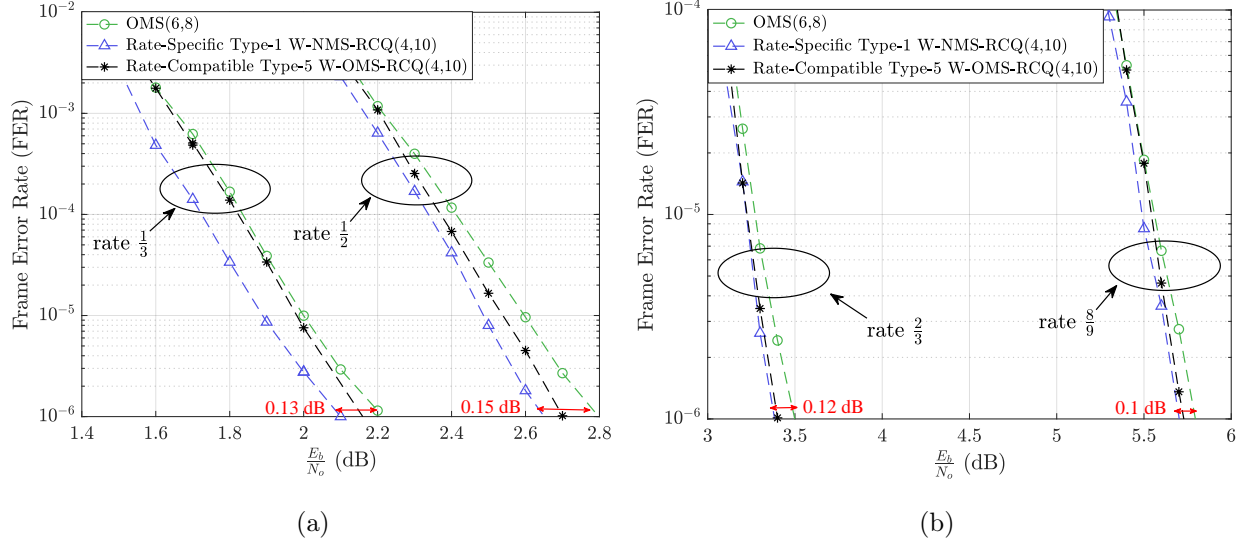 OMS(6,8)
Rate-Specific Type-1 W-NMS-RCQ(4,10)
Rate-Compatible Type-5 W-OMS-RCQ(4,10)
Frame Error Rate (FER)
10^{-2}
10^{-3}
10^{-4}
10^{-5}
10^{-6}
rate 1/3
rate 1/2
0.13 dB
0.15 dB
1.4 1.6 1.8 2 2.2 2.4 2.6 2.8
E_b/N_o (dB)
(a)
OMS(6,8)
Rate-Specific Type-1 W-NMS-RCQ(4,10)
Rate-Compatible Type-5 W-OMS-RCQ(4,10)
Frame Error Rate (FER)
10^{-4}
10^{-5}
10^{-6}
rate 2/3
rate 8/9
0.12 dB
0.1 dB
3 3.5 4 4.5 5 5.5 6
E_b/N_o (dB)
(b)